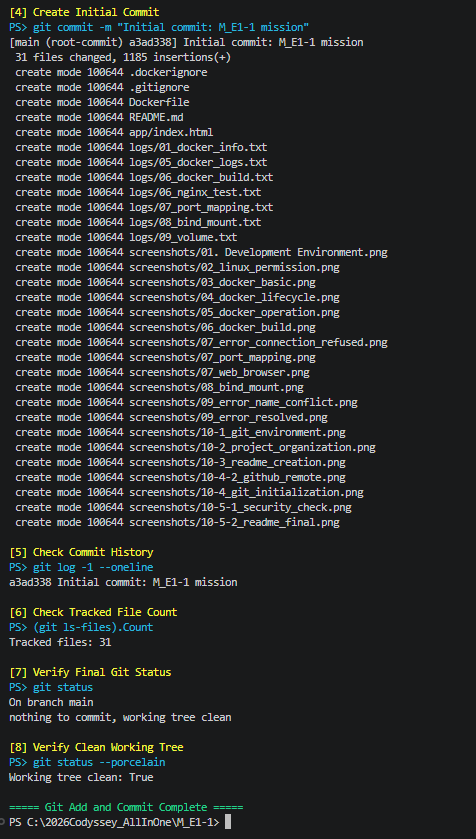 [4] Create Initial Commit
PS> git commit -m "Initial commit: M_E1-1 mission"
[main (root-commit) a3ad338] Initial commit: M_E1-1 mission
 31 files changed, 1185 insertions(+)
 create mode 100644 .dockerignore
 create mode 100644 .gitignore
 create mode 100644 Dockerfile
 create mode 100644 README.md
 create mode 100644 app/index.html
 create mode 100644 logs/01_docker_info.txt
 create mode 100644 logs/05_docker_logs.txt
 create mode 100644 logs/06_docker_build.txt
 create mode 100644 logs/06_nginx_test.txt
 create mode 100644 logs/07_port_mapping.txt
 create mode 100644 logs/08_bind_mount.txt
 create mode 100644 logs/09_volume.txt
 create mode 100644 screenshots/01. Development Environment.png
 create mode 100644 screenshots/02_linux_permission.png
 create mode 100644 screenshots/03_docker_basic.png
 create mode 100644 screenshots/04_docker_lifecycle.png
 create mode 100644 screenshots/05_docker_operation.png
 create mode 100644 screenshots/06_docker_build.png
 create mode 100644 screenshots/07_error_connection_refused.png
 create mode 100644 screenshots/07_port_mapping.png
 create mode 100644 screenshots/07_web_browser.png
 create mode 100644 screenshots/08_bind_mount.png
 create mode 100644 screenshots/09_error_name_conflict.png
 create mode 100644 screenshots/09_error_resolved.png
 create mode 100644 screenshots/10-1_git_environment.png
 create mode 100644 screenshots/10-2_project_organization.png
 create mode 100644 screenshots/10-3_readme_creation.png
 create mode 100644 screenshots/10-4-2_github_remote.png
 create mode 100644 screenshots/10-4_git_initialization.png
 create mode 100644 screenshots/10-5-1_security_check.png
 create mode 100644 screenshots/10-5-2_readme_final.png
[5] Check Commit History
PS> git log -1 --oneline
a3ad338 Initial commit: M_E1-1 mission
[6] Check Tracked File Count
PS> (git ls-files).Count
Tracked files: 31
[7] Verify Final Git Status
PS> git status
On branch main
nothing to commit, working tree clean
[8] Verify Clean Working Tree
PS> git status --porcelain
Working tree clean: True
===== Git Add and Commit Complete =====
PS C:\2026Codyssey_AllInOne\M_E1-1>